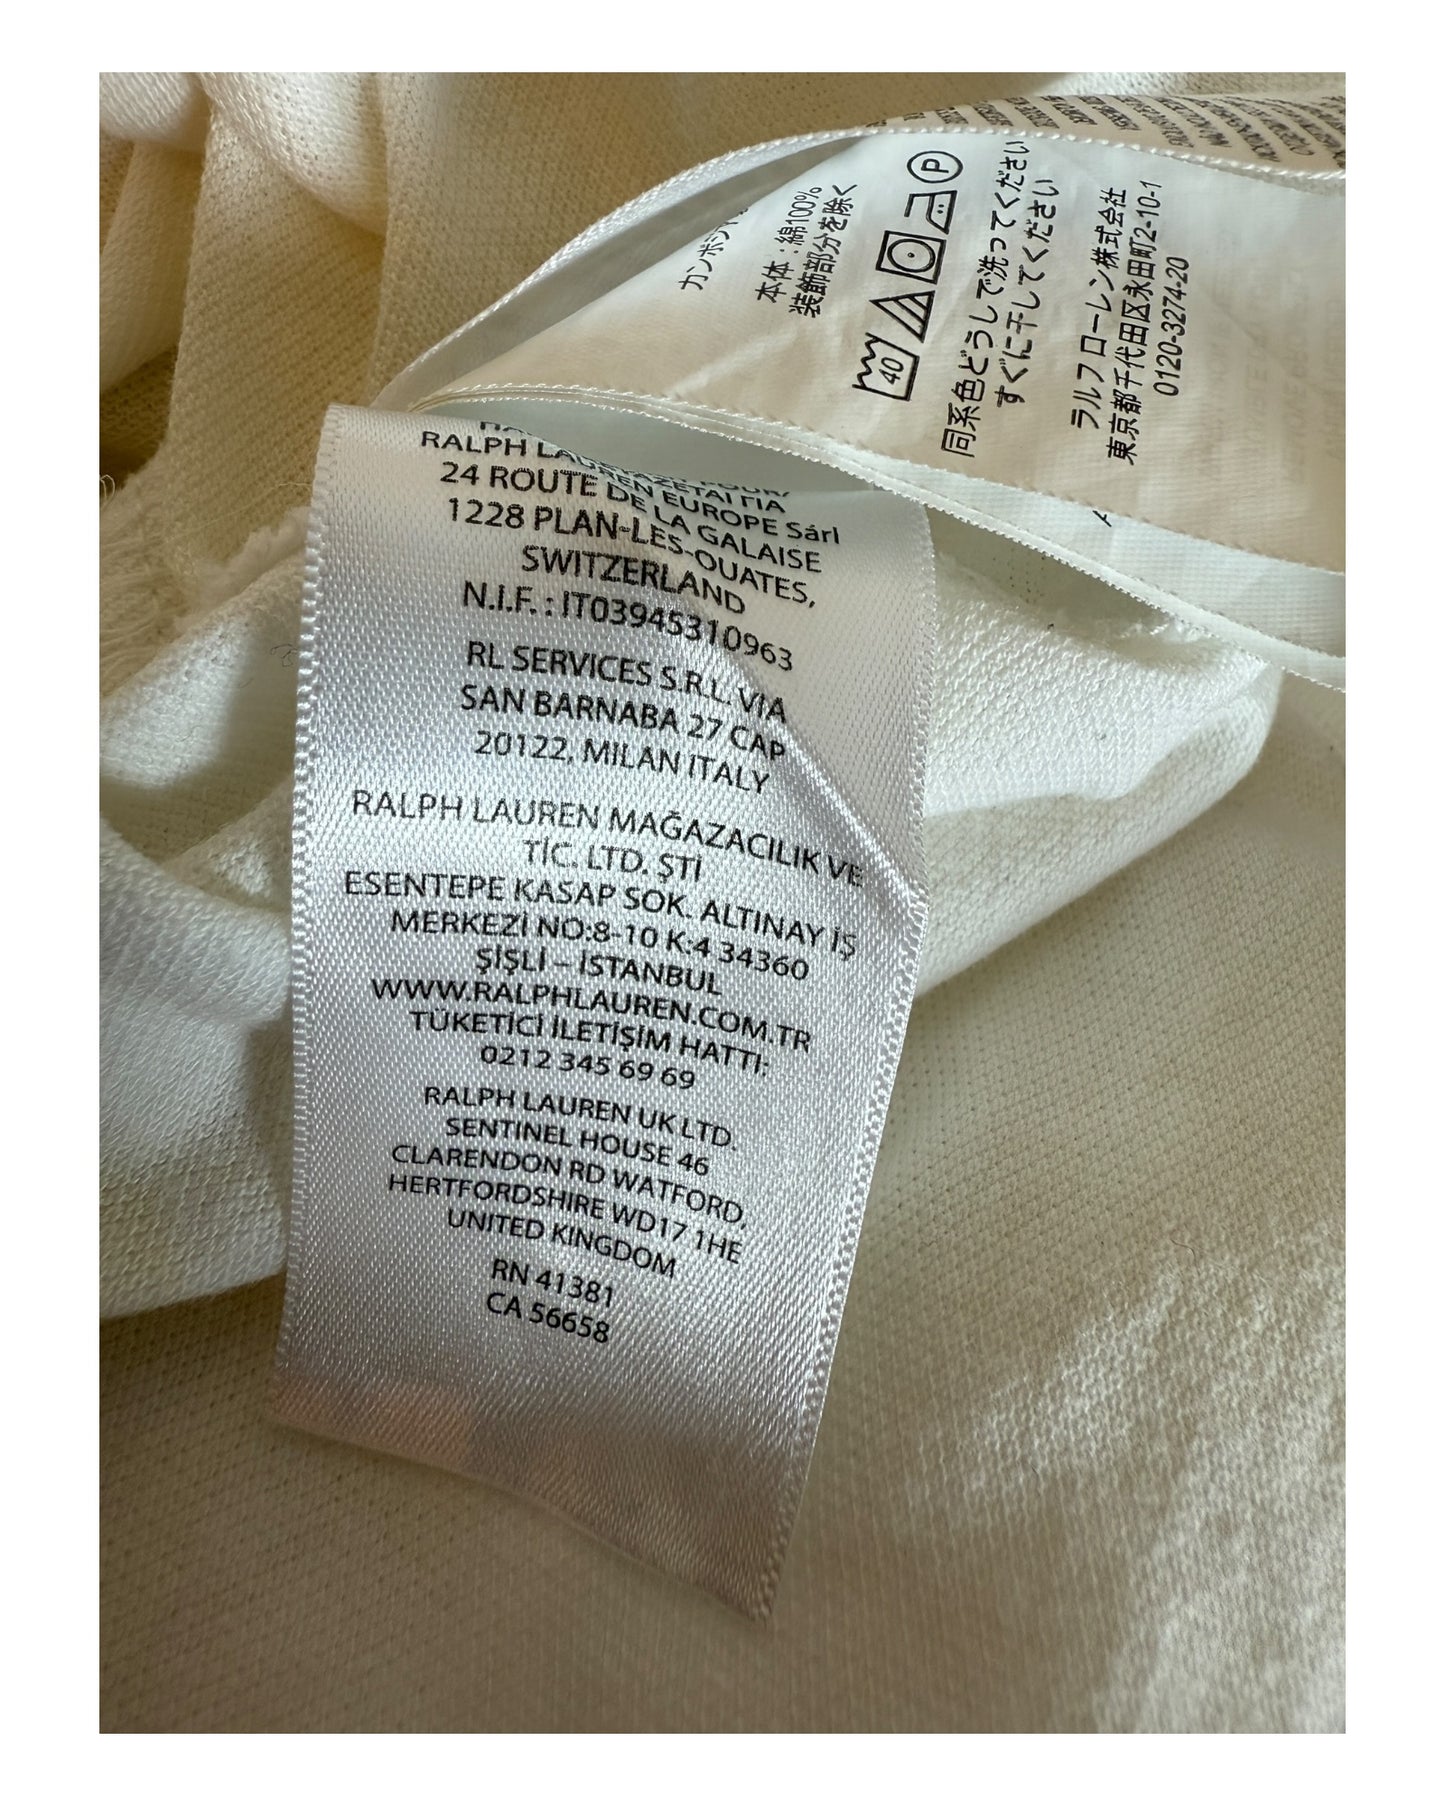 RALPH LAUREN EUROPE Sárl
24 ROUTE DE LA GALAISE
1228 PLAN-LES-OUATES,
SWITZERLAND
N.I.F. : IT03945310963
RL SERVICES S.R.L. VIA
SAN BARNABA 27 CAP
20122, MILAN ITALY
RALPH LAUREN MAĞAZACILIK VE
TİC. LTD. ŞTİ
ESENTEPE KASAP SOK. ALTINAY İŞ
MERKEZİ NO:8-10 K:4 34360
ŞİŞLİ – ISTANBUL
WWW.RALPHLAUREN.COM.TR
TÜKETİCİ İLETİŞİM HATTI:
0212 345 69 69
RALPH LAUREN UK LTD.
SENTINEL HOUSE 46
CLARENDON RD WATFORD,
HERTFORDSHIRE WD17 1HE
UNITED KINGDOM
RN 41381
CA 56658
本体 : 綿100%
装飾部分を除く
40
P
同系色どうしで洗ってください
すぐに干してください
ラルフ ローレン株式会社
東京都千代田区永田町2-10-1
0120-3274-20